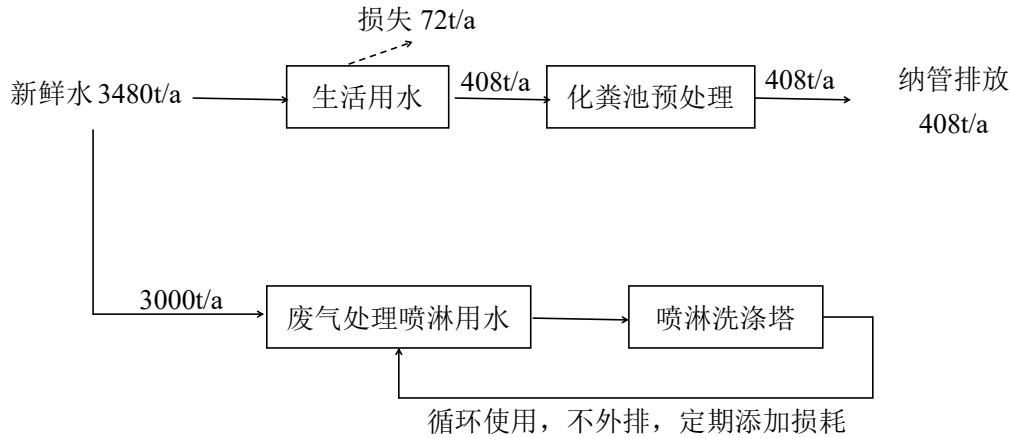 损失 72t/a
新鲜水 3480t/a
生活用水
408t/a
化粪池预处理
408t/a
纳管排放
408t/a
3000t/a
废气处理喷淋用水
喷淋洗涤塔
循环使用，不外排，定期添加损耗